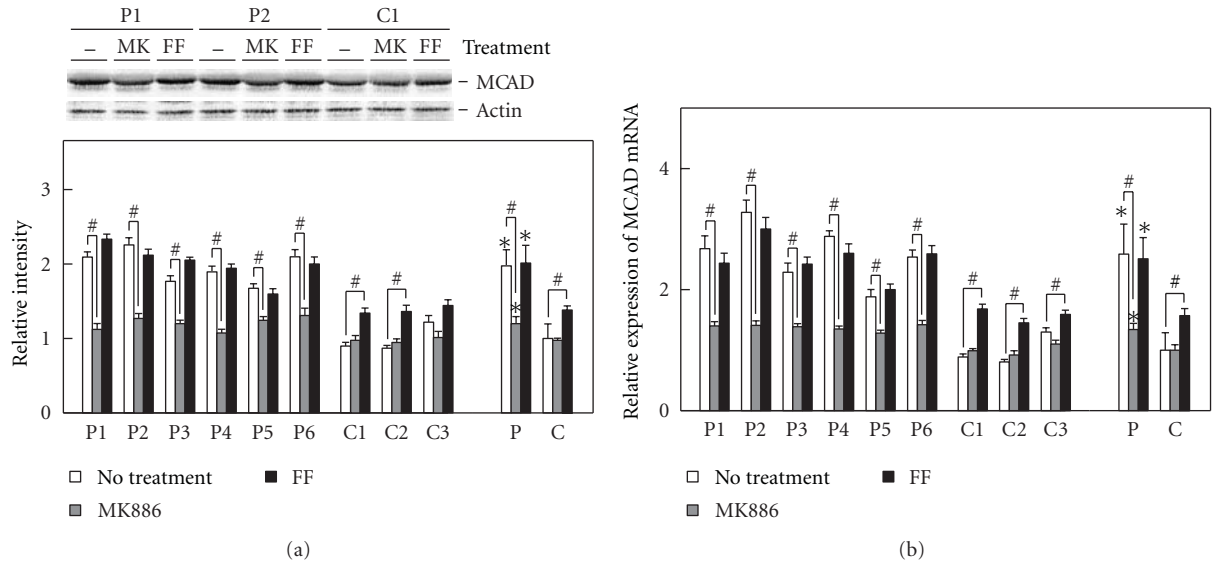 P1 P2 C1
– MK FF – MK FF – MK FF Treatment
– MCAD
– Actin
Relative intensity
3
2
1
0
# # # # # # # # # * * * #
P1 P2 P3 P4 P5 P6 C1 C2 C3 P C
No treatment FF
MK886
(a)
Relative expression of MCAD mRNA
4
2
0
# # # # # # # # # # * * * #
P1 P2 P3 P4 P5 P6 C1 C2 C3 P C
No treatment FF
MK886
(b)